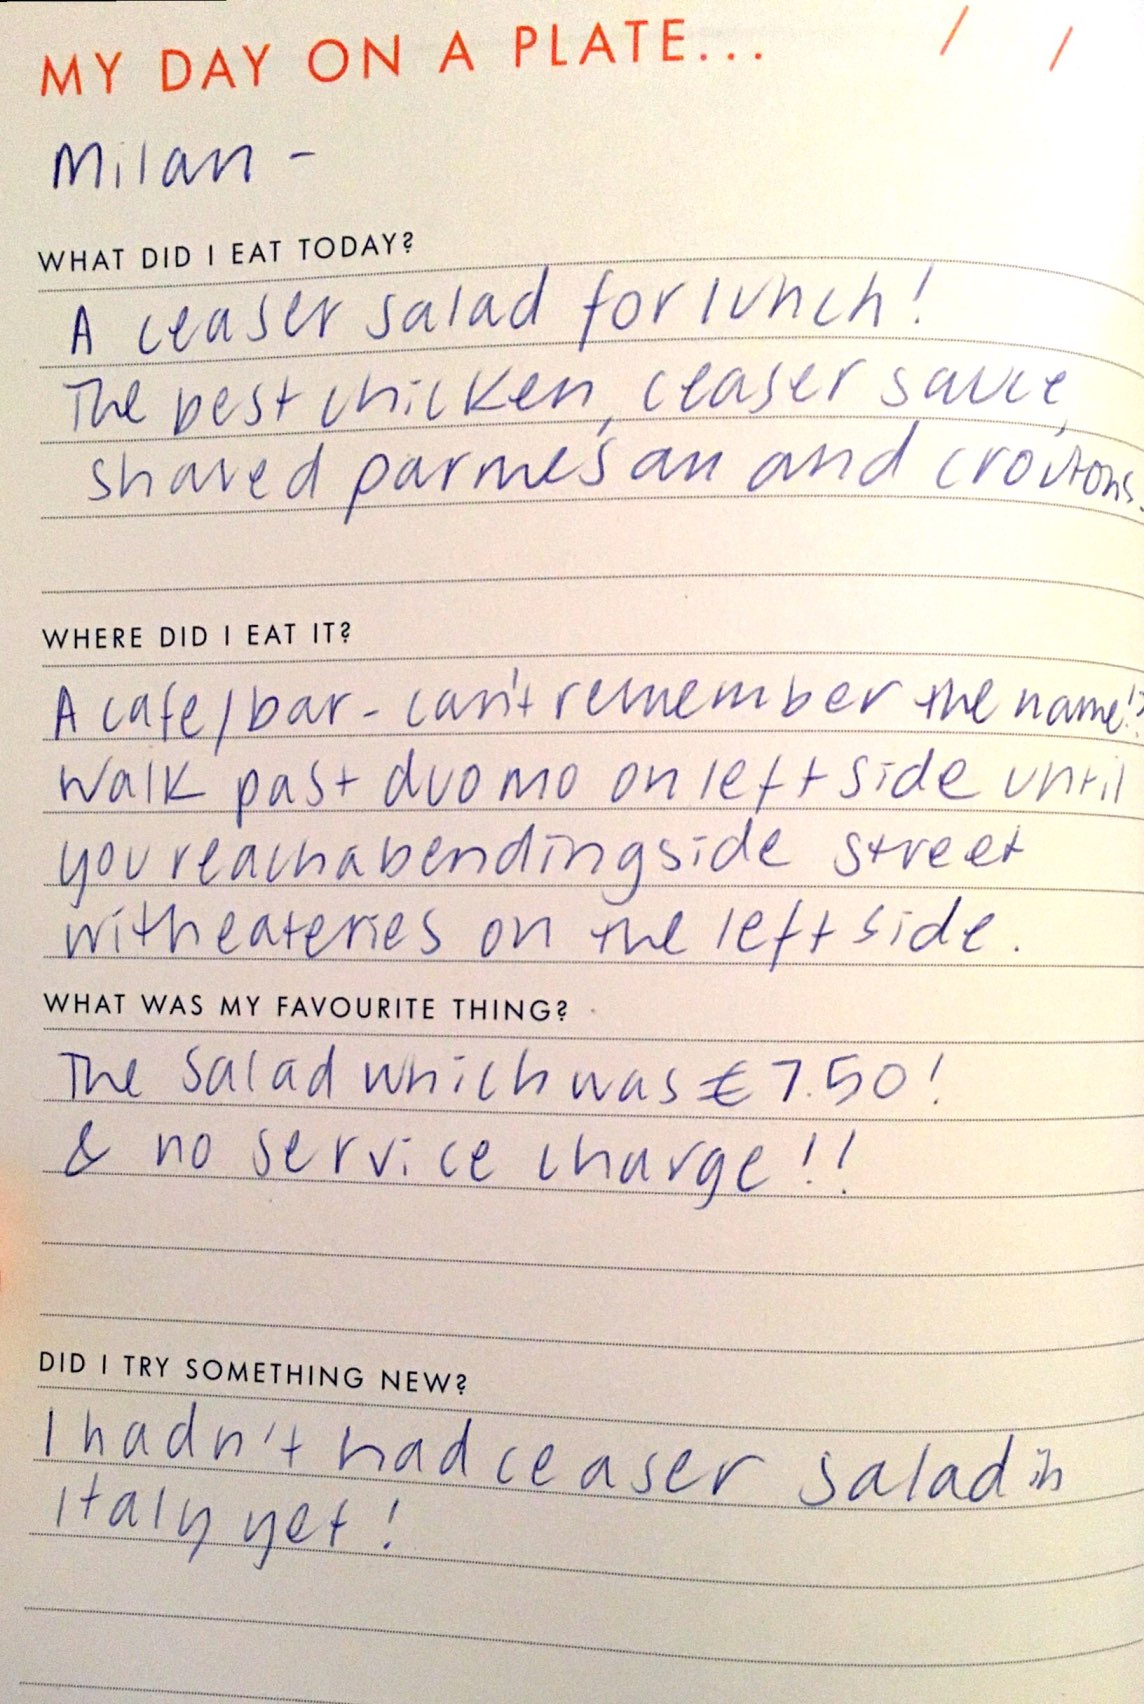 MY DAY ON A PLATE... / /
Milan -
WHAT DID I EAT TODAY?
A ceaser salad for lunch!
The best chicken, ceaser sauce,
shaved parmesan and croutons.
WHERE DID I EAT IT?
A cafe/bar - can't remember the name!?
Walk past duomo on left side until
you reach a bending side street
with eateries on the left side.
WHAT WAS MY FAVOURITE THING?
The salad which was €7.50!
& no service charge!!
DID I TRY SOMETHING NEW?
I hadn't had ceaser salad in
Italy yet!